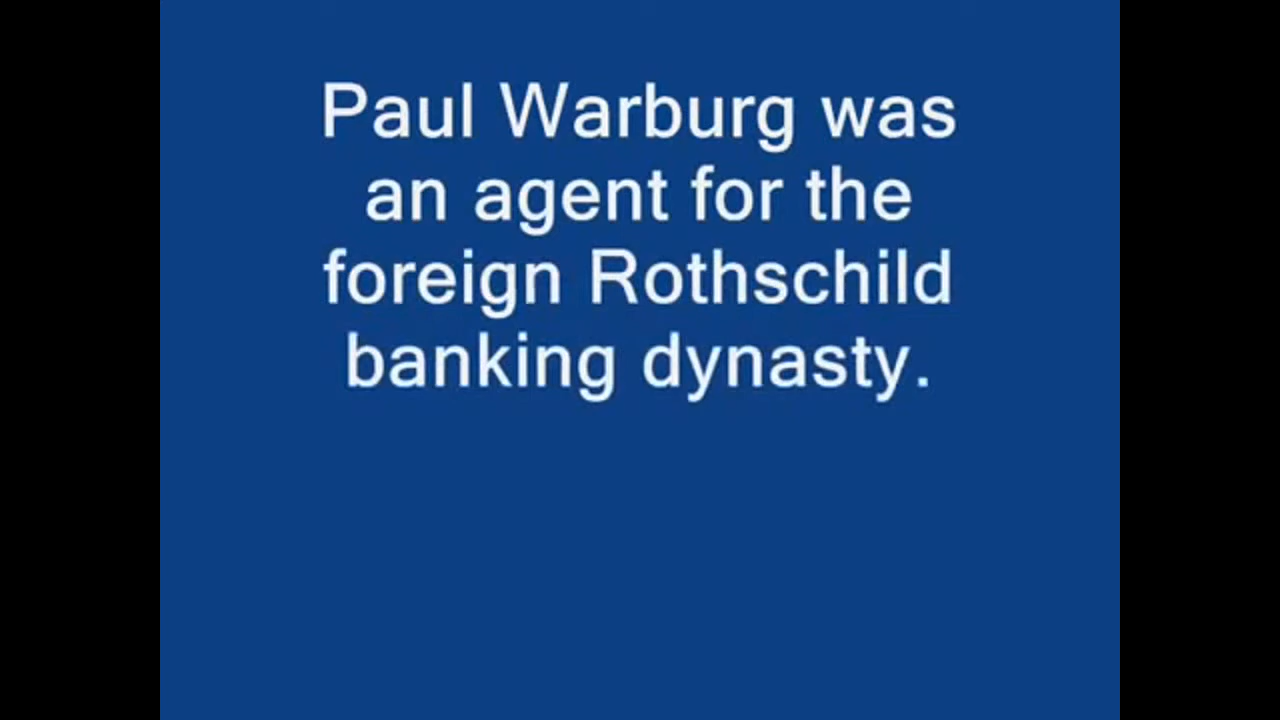 Paul Warburg was
an agent for the
foreign Rothschild
banking dynasty.